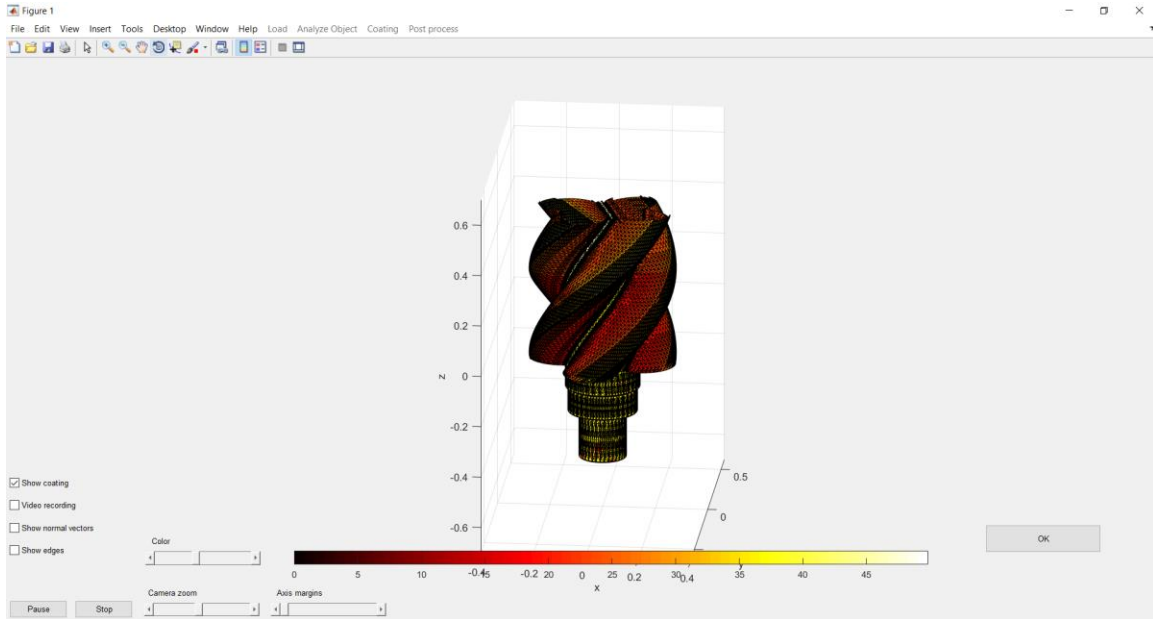 Figure 1
File Edit View Insert Tools Desktop Window Help Load Analyze Object Coating Post process
0.6
0.4
0.2
z 0
-0.2
-0.4
-0.6
0.5
0
Show coating
Video recording
Show normal vectors
Show edges
Color
OK
0 5 10 15 20 25 30 35 40 45
-0.4 -0.2 0 0.2 0.4
y
x
Camera zoom Axis margins
Pause Stop